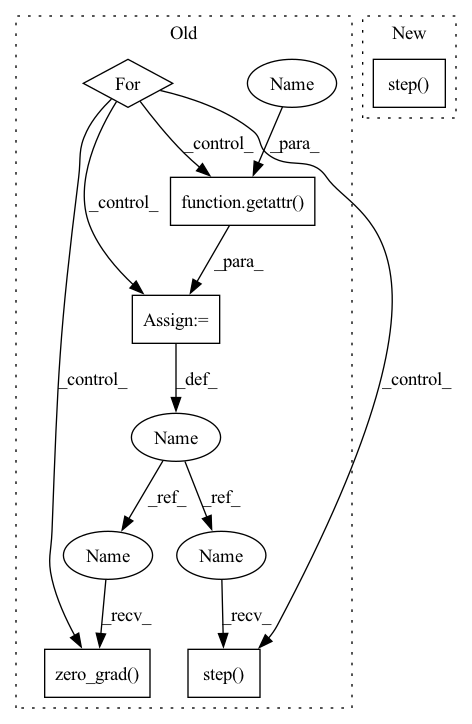 Old
New
For
Name
step()
_control_
_para_
_control_
function.getattr()
_para_
Assign:=
_control_
_def_
_control_
Name
_ref_
_ref_
Name
Name
_recv_
_recv_
zero_grad()
step()